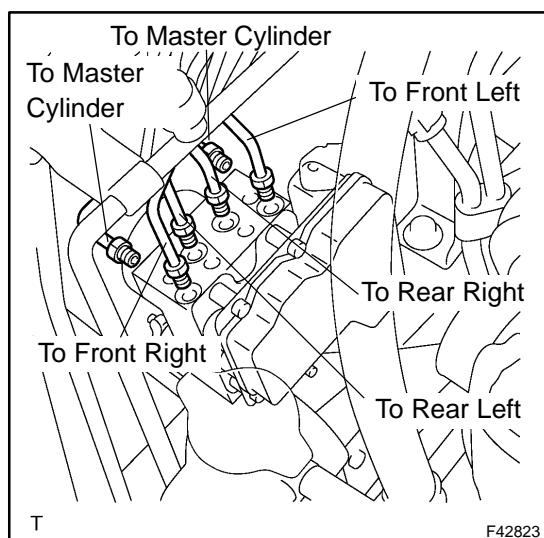 To Master Cylinder
To Master
Cylinder
To Front Left
To Rear Right
To Front Right
To Rear Left
T
F42823